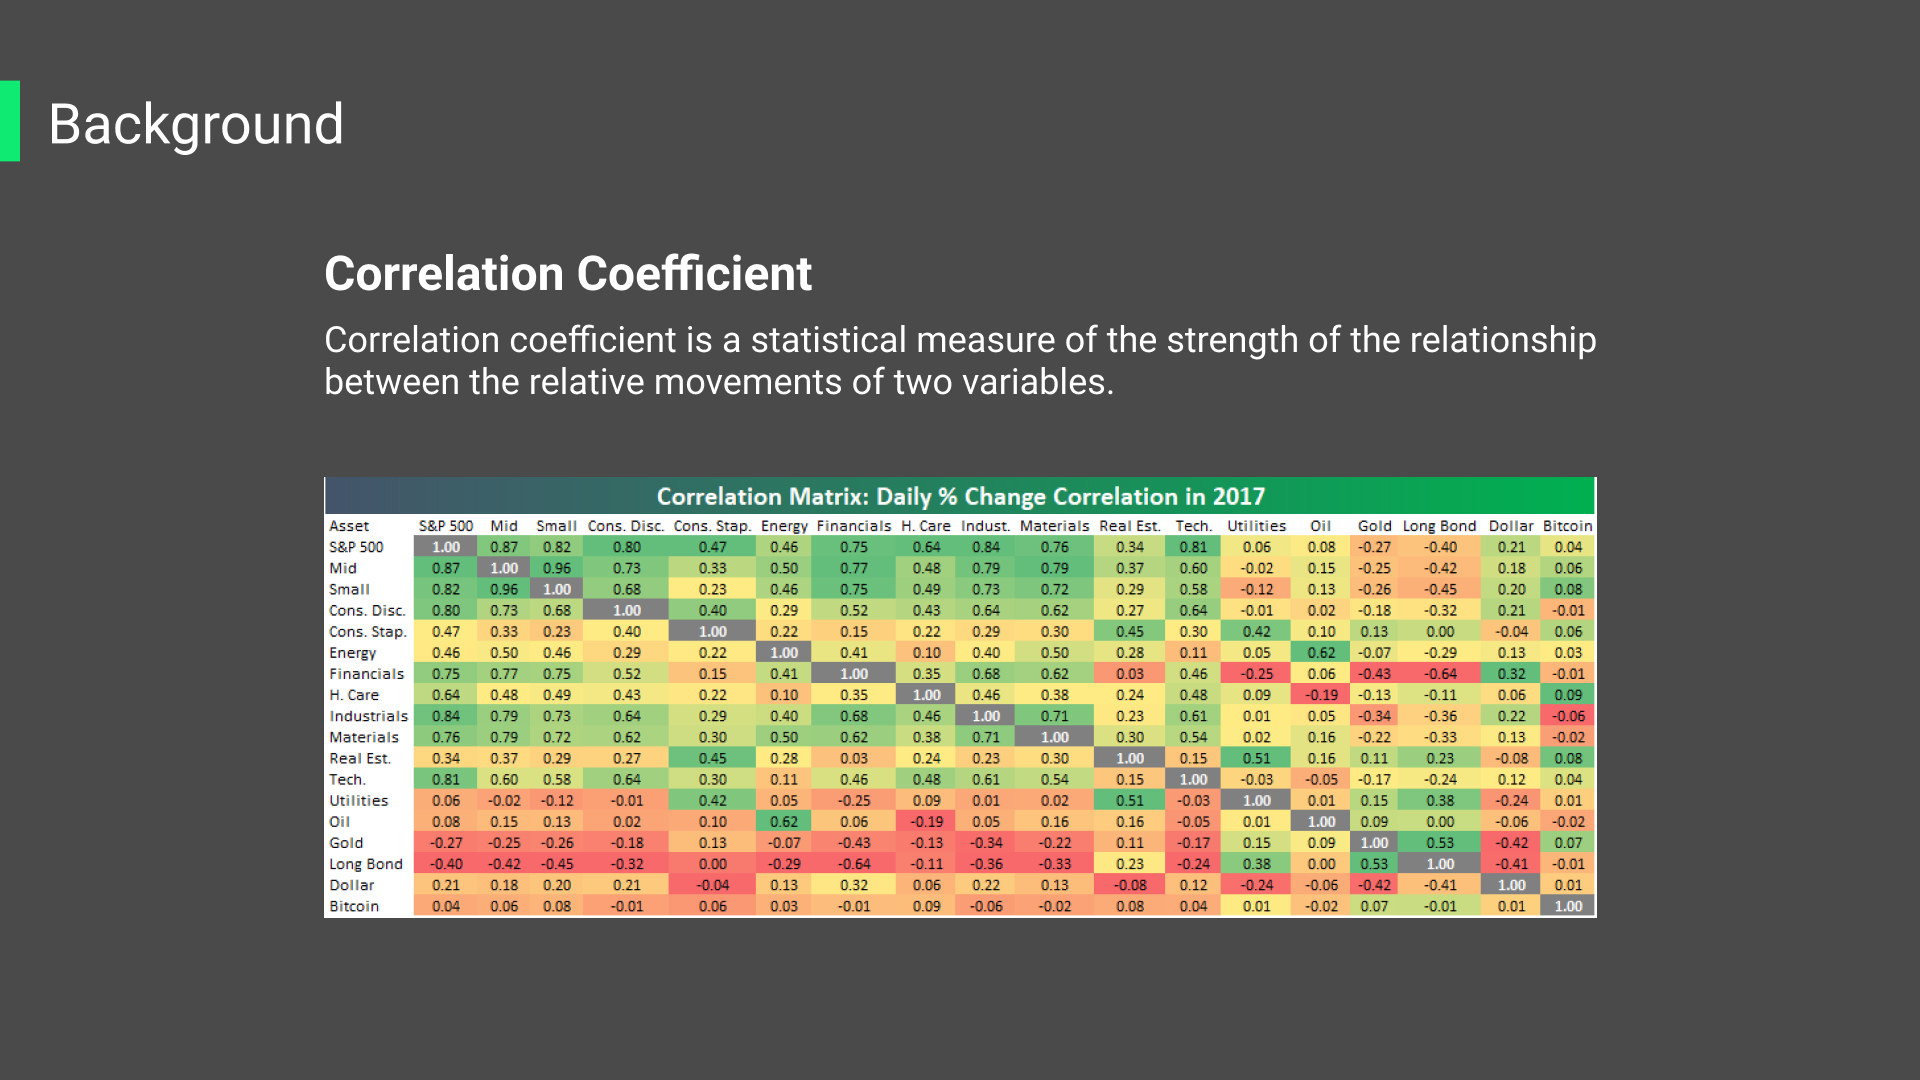 Background
Correlation Coefficient
Correlation coefficient is a statistical measure of the strength of the relationship
between the relative movements of two variables.
Correlation Matrix: Daily % Change Correlation in 2017
Asset S&P 500 Mid Small Cons. Disc. Cons. Stap. Energy Financials H. Care Indust. Materials Real Est. Tech. Utilities Oil Gold Long Bond Dollar Bitcoin
S&P 500 1.00 0.87 0.82 0.80 0.47 0.46 0.75 0.64 0.84 0.76 0.34 0.81 0.06 0.08 -0.27 -0.40 0.21 0.04
Mid 0.87 1.00 0.96 0.73 0.33 0.50 0.77 0.48 0.79 0.79 0.37 0.60 -0.02 0.15 -0.25 -0.42 0.18 0.06
Small 0.82 0.96 1.00 0.68 0.23 0.46 0.75 0.49 0.73 0.72 0.29 0.58 -0.12 0.13 -0.26 -0.45 0.20 0.08
Cons. Disc. 0.80 0.73 0.68 1.00 0.40 0.29 0.52 0.43 0.64 0.62 0.27 0.64 -0.01 0.02 -0.18 -0.32 0.21 -0.01
Cons. Stap. 0.47 0.33 0.23 0.40 1.00 0.22 0.15 0.22 0.29 0.30 0.45 0.30 0.42 0.10 0.13 0.00 -0.04 0.06
Energy 0.46 0.50 0.46 0.29 0.22 1.00 0.41 0.10 0.40 0.50 0.28 0.11 0.05 0.62 -0.07 -0.29 0.13 0.03
Financials 0.75 0.77 0.75 0.52 0.15 0.41 1.00 0.35 0.68 0.62 0.03 0.46 -0.25 0.06 -0.43 -0.64 0.32 -0.01
H. Care 0.64 0.48 0.49 0.43 0.22 0.10 0.35 1.00 0.46 0.38 0.24 0.48 0.09 -0.19 -0.13 -0.11 0.06 0.09
Industrials 0.84 0.79 0.73 0.64 0.29 0.40 0.68 0.46 1.00 0.71 0.23 0.61 0.01 0.05 -0.34 -0.36 0.22 -0.06
Materials 0.76 0.79 0.72 0.62 0.30 0.50 0.62 0.38 0.71 1.00 0.30 0.54 0.02 0.16 -0.22 -0.33 0.13 -0.02
Real Est. 0.34 0.37 0.29 0.27 0.45 0.28 0.03 0.24 0.23 0.30 1.00 0.15 0.51 0.16 0.11 0.23 -0.08 0.08
Tech. 0.81 0.60 0.58 0.64 0.30 0.11 0.46 0.48 0.61 0.54 0.15 1.00 -0.03 -0.05 -0.17 -0.24 0.12 0.04
Utilities 0.06 -0.02 -0.12 -0.01 0.42 0.05 -0.25 0.09 0.01 0.02 0.51 -0.03 1.00 0.01 0.15 0.38 -0.24 0.01
Oil 0.08 0.15 0.13 0.02 0.10 0.62 0.06 -0.19 0.05 0.16 0.16 -0.05 0.01 1.00 0.09 0.00 -0.06 -0.02
Gold -0.27 -0.25 -0.26 -0.18 0.13 -0.07 -0.43 -0.13 -0.34 -0.22 0.11 -0.17 0.15 0.09 1.00 0.53 -0.42 0.07
Long Bond -0.40 -0.42 -0.45 -0.32 0.00 -0.29 -0.64 -0.11 -0.36 -0.33 0.23 -0.24 0.38 0.00 0.53 1.00 -0.41 -0.01
Dollar 0.21 0.18 0.20 0.21 -0.04 0.13 0.32 0.06 0.22 0.13 -0.08 0.12 -0.24 -0.06 -0.42 -0.41 1.00 0.01
Bitcoin 0.04 0.06 0.08 -0.01 0.06 0.03 -0.01 0.09 -0.06 -0.02 0.08 0.04 0.01 -0.02 0.07 -0.01 0.01 1.00